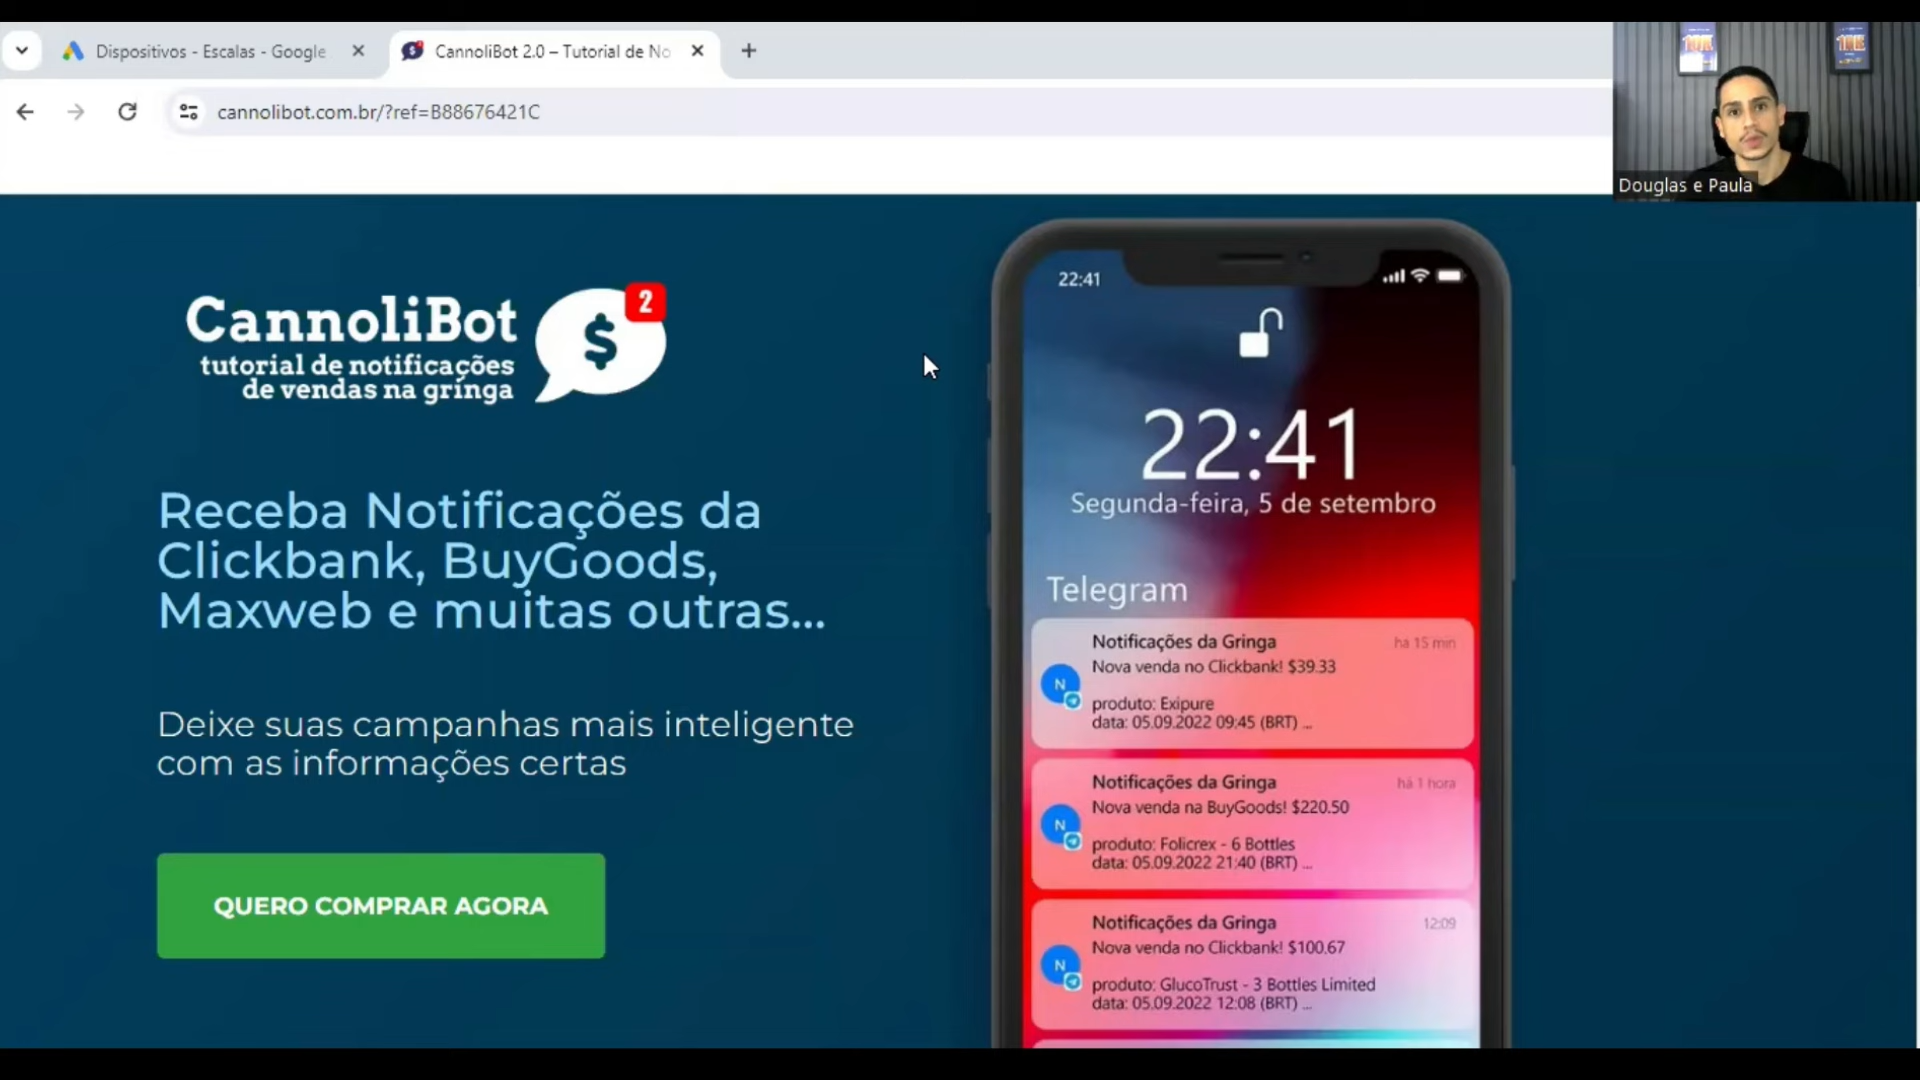 Dispositivos - Escalas - Google
CannoliBot 2.0 – Tutorial de No
cannolibot.com.br/?ref=B88676421C
Douglas e Paula
CannoliBot
tutorial de notificações
de vendas na gringa
$
2
Receba Notificações da
Clickbank, BuyGoods,
Maxweb e muitas outras...
Deixe suas campanhas mais inteligente
com as informações certas
QUERO COMPRAR AGORA
22:41
22:41
Segunda-feira, 5 de setembro
Telegram
Notificações da Gringa há 15 min
Nova venda no Clickbank! $39.33
N
produto: Exipure
data: 05.09.2022 09:45 (BRT) ...
Notificações da Gringa há 1 hora
Nova venda na BuyGoods! $220.50
N
produto: Folicrex - 6 Bottles
data: 05.09.2022 21:40 (BRT) ...
Notificações da Gringa 12:09
Nova venda no Clickbank! $100.67
N
produto: GlucoTrust - 3 Bottles Limited
data: 05.09.2022 12:08 (BRT) ...